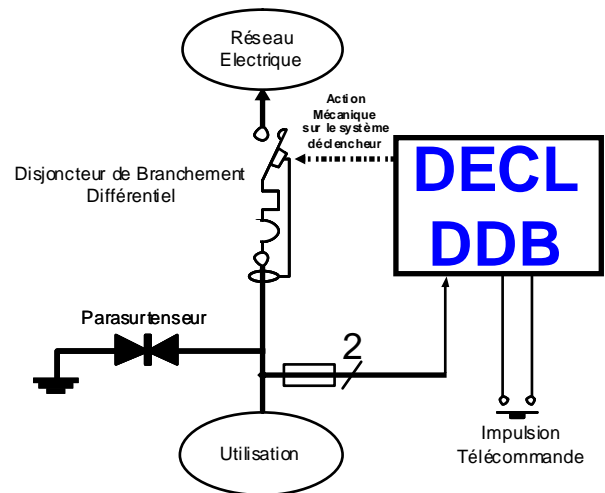 Réseau
Electrique
Action
Mécanique
sur le système
déclencheur
Disjoncteur de Branchement
Différentiel
DECL
DDB
Parasurtenseur
2
Utilisation
Impulsion
Télécommande